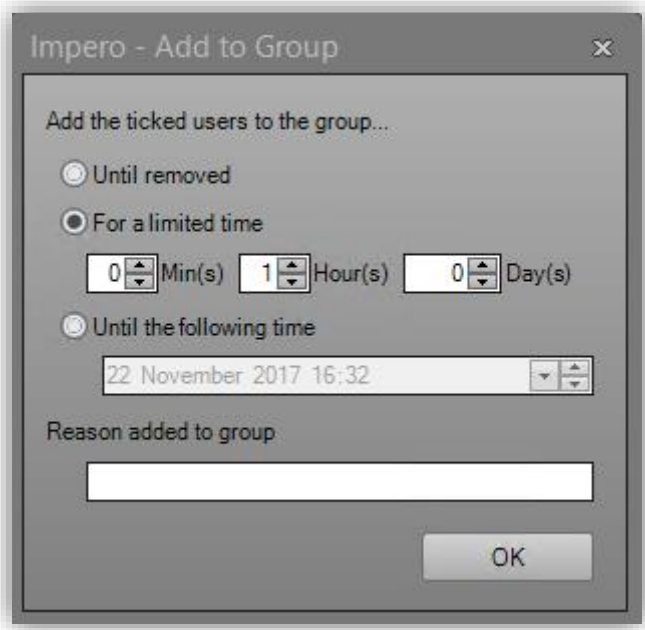 Impero - Add to Group
Add the ticked users to the group...
Until removed
For a limited time
0 Min(s) 1 Hour(s) 0 Day(s)
Until the following time
22 November 2017 16:32
Reason added to group
OK